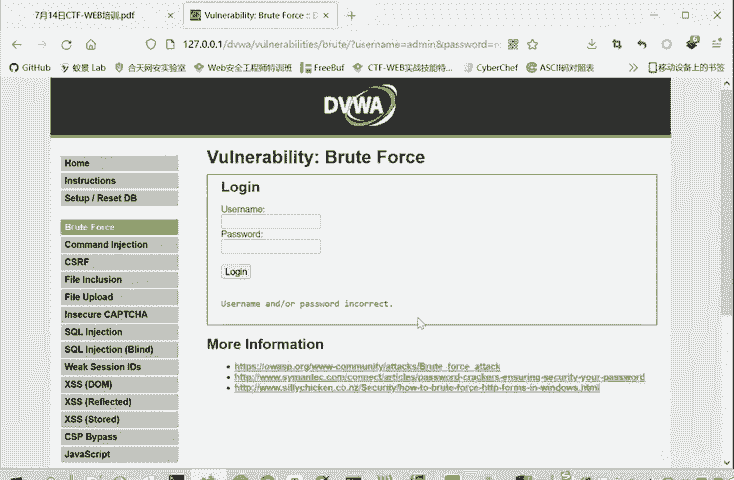 7月14日CTF-WEB培训.pdf
Vulnerability: Brute Force :: D
127.0.0.1/dvwa/vulnerabilities/brute/?username=admin&password=
GitHub
蚁景 Lab
合天网安实验室
Web安全工程师特训班
FreeBuf
CTF-WEB实战技能特...
CyberChef
ASCII码对照表
移动设备上的书签
DVWA
Home
Instructions
Setup / Reset DB
Brute Force
Command Injection
CSRF
File Inclusion
File Upload
Insecure CAPTCHA
SQL Injection
SQL Injection (Blind)
Weak Session IDs
XSS (DOM)
XSS (Reflected)
XSS (Stored)
CSP Bypass
JavaScript
Vulnerability: Brute Force
Login
Username:
Password:
Login
Username and/or password incorrect.
More Information
https://owasp.org/www-community/attacks/Brute_force_attack
http://www.symantec.com/connect/articles/password-crackers-ensuring-security-your-password
http://www.sillychicken.co.nz/Security/how-to-brute-force-http-forms-in-windows.html